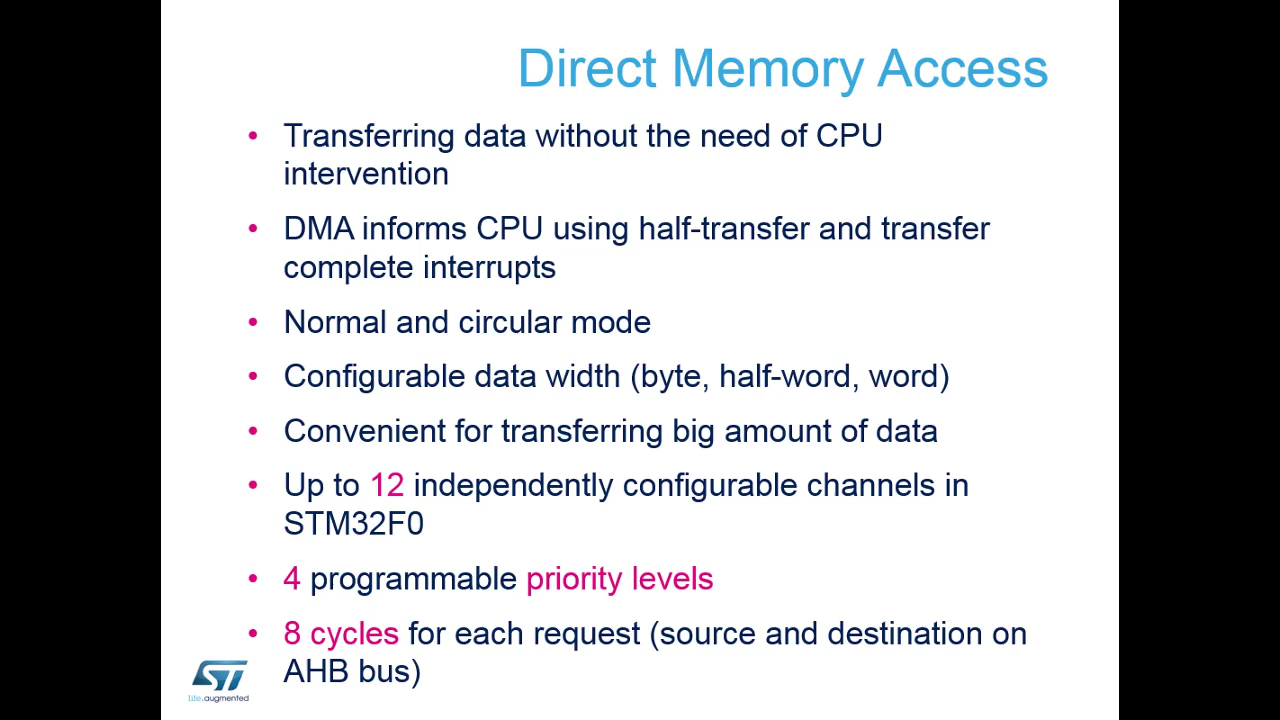 Direct Memory Access
• Transferring data without the need of CPU
intervention
• DMA informs CPU using half-transfer and transfer
complete interrupts
• Normal and circular mode
• Configurable data width (byte, half-word, word)
• Convenient for transferring big amount of data
• Up to 12 independently configurable channels in
STM32F0
• 4 programmable priority levels
• 8 cycles for each request (source and destination on
AHB bus)
ST
life.augmented